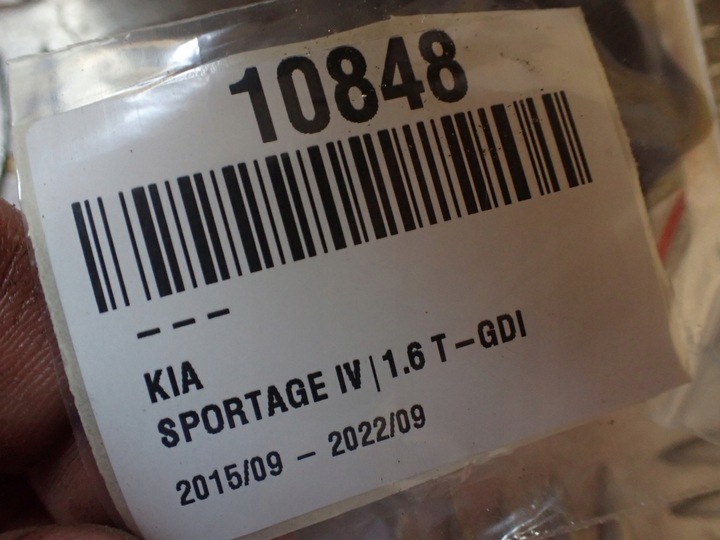 10848
– – –
KIA
SPORTAGE IV | 1.6 T-GDI
2015/09 – 2022/09